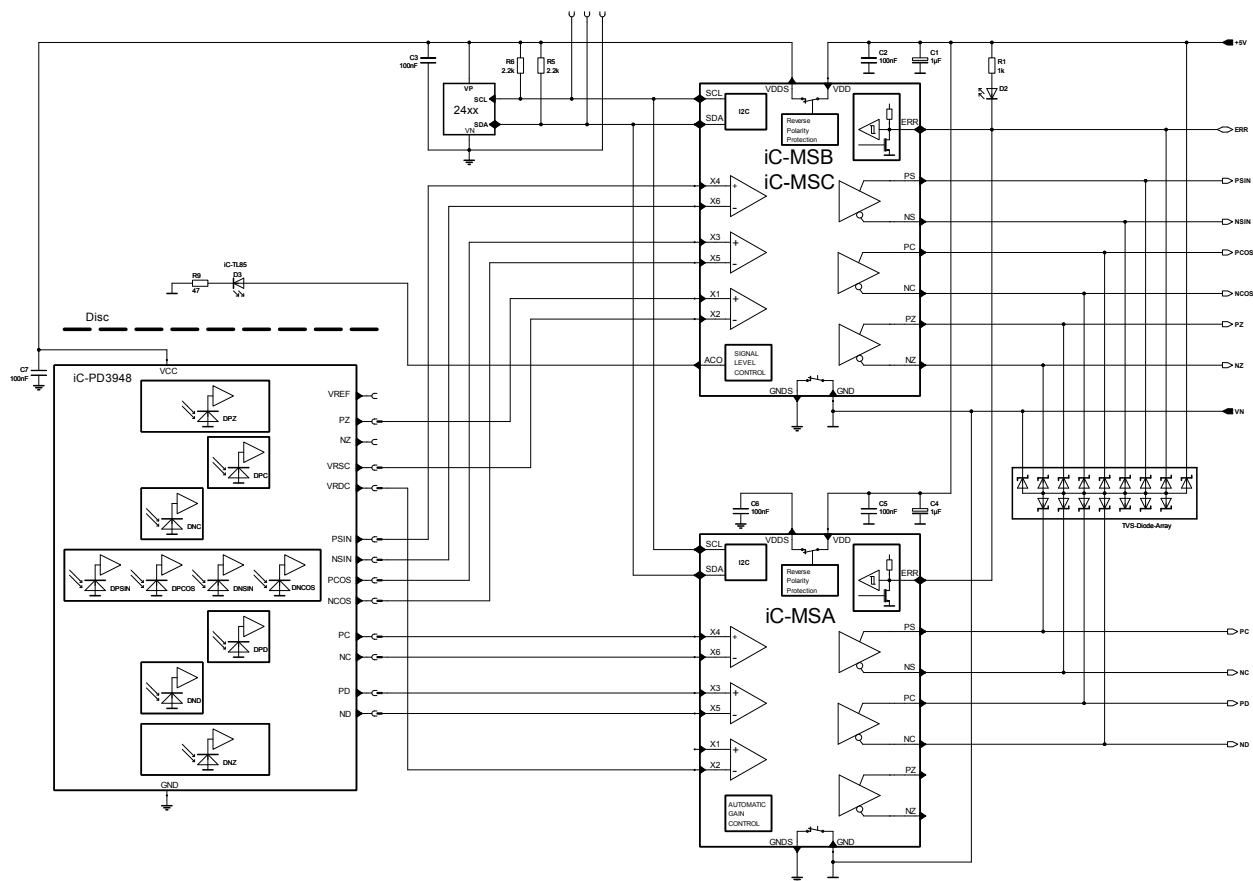 +5V
C3
100nF
R6
2.2k
R5
2.2k
C2
100nF
C1
1µF
R1
1k
D2
VP
SCL
24xx
SDA
VN
VDDS
VDD
SCL
SDA
I2C
Reverse
Polarity
Protection
ERR
ERR
iC-MSB
iC-MSC
X4
+
X6
-
X3
+
X5
-
X1
+
X2
-
PS
PSIN
NS
NSIN
PC
PCOS
NC
NCOS
PZ
PZ
NZ
NZ
ACO
SIGNAL
LEVEL
CONTROL
GNDS
GND
VN
iC-TL85
R9
47
D3
Disc
C7
100nF
VCC
iC-PD3948
DPZ
DPC
DNC
DPSIN
DPCOS
DNSIN
DNCOS
DPD
DND
DNZ
VREF
PZ
NZ
VRSC
VRDC
PSIN
NSIN
PCOS
NCOS
PC
NC
PD
ND
GND
TVS-Diode-Array
C6
100nF
C5
100nF
C4
1µF
VDDS
VDD
SCL
SDA
I2C
Reverse
Polarity
Protection
ERR
iC-MSA
X4
+
X6
-
X3
+
X5
-
X1
+
X2
-
PS
PC
NS
NC
PC
PD
NC
ND
PZ
NZ
AUTOMATIC
GAIN
CONTROL
GNDS
GND